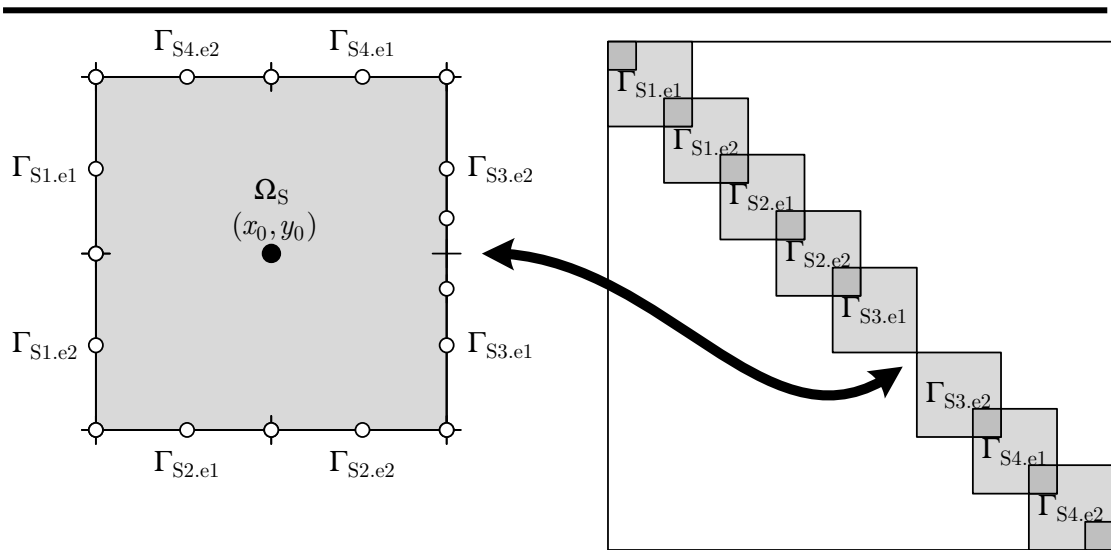 Γ_S4.e2 Γ_S4.e1
Γ_S1.e1 Γ_S3.e2
Ω_S
(x_0, y_0)
Γ_S1.e2 Γ_S3.e1
Γ_S2.e1 Γ_S2.e2
Γ_S1.e1
Γ_S1.e2
Γ_S2.e1
Γ_S2.e2
Γ_S3.e1
Γ_S3.e2
Γ_S4.e1
Γ_S4.e2